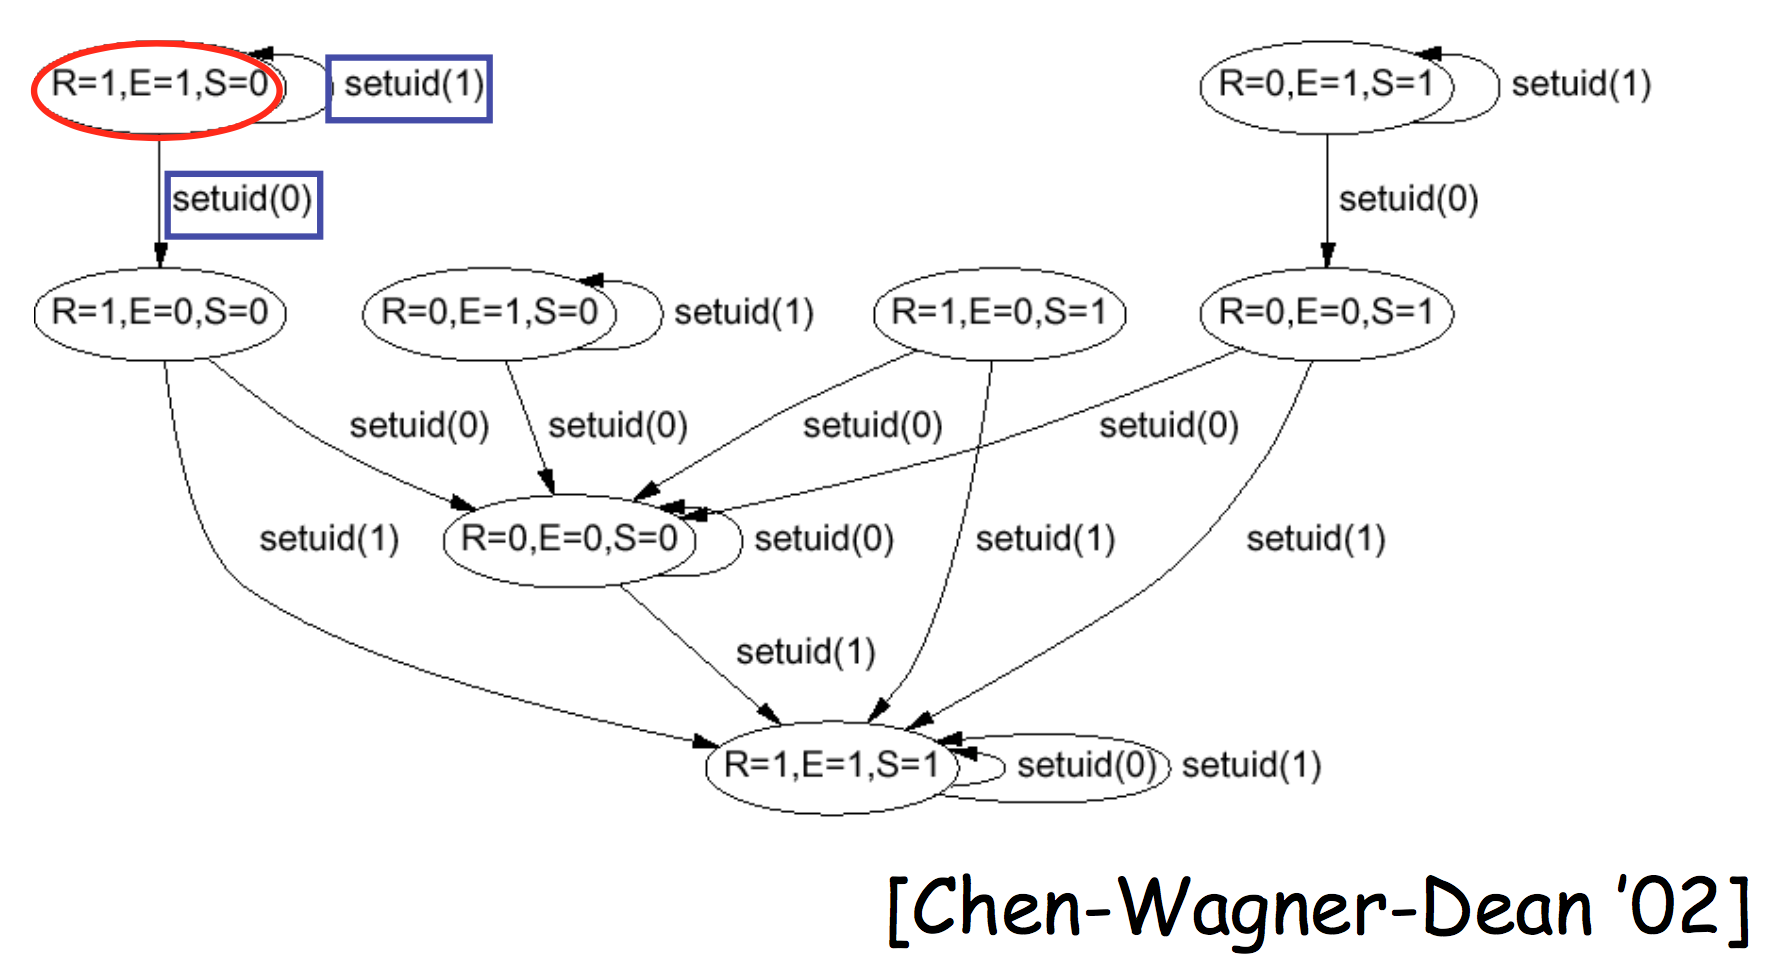 R=1,E=1,S=0
setuid(1)
R=0,E=1,S=1
setuid(1)
setuid(0)
setuid(0)
R=1,E=0,S=0
R=0,E=1,S=0
setuid(1)
R=1,E=0,S=1
R=0,E=0,S=1
setuid(0)
setuid(0)
setuid(0)
setuid(0)
setuid(1)
R=0,E=0,S=0
setuid(0)
setuid(1)
setuid(1)
setuid(1)
R=1,E=1,S=1
setuid(0)
setuid(1)
[Chen-Wagner-Dean '02]